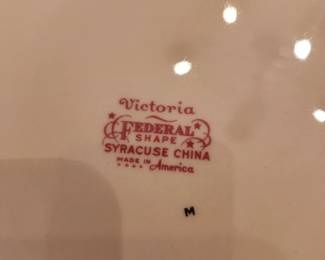 Victoria
FEDERAL
SHAPE
SYRACUSE CHINA
MADE IN America
M